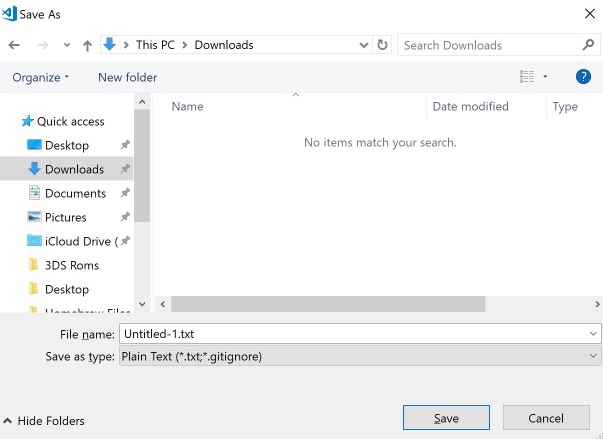 Save As
This PC > Downloads
Search Downloads
Organize
New folder
?
Name
Date modified
Type
Quick access
Desktop
Downloads
Documents
Pictures
iCloud Drive (
3DS Roms
Desktop
Homebrew Files
No items match your search.
File name: Untitled-1.txt
Save as type: Plain Text (*.txt;*.gitignore)
Hide Folders
Save
Cancel